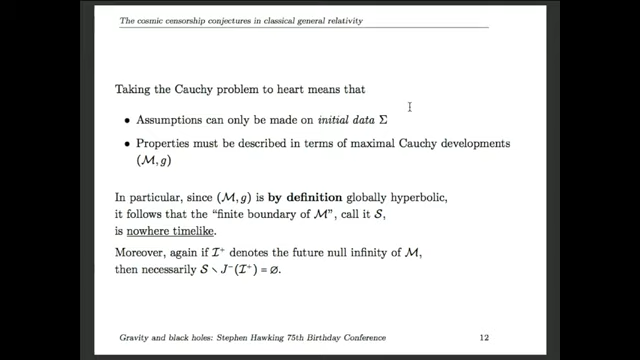 The cosmic censorship conjectures in classical general relativity
Taking the Cauchy problem to heart means that
• Assumptions can only be made on initial data Σ
• Properties must be described in terms of maximal Cauchy developments
(ℳ, g)
In particular, since (ℳ, g) is by definition globally hyperbolic,
it follows that the “finite boundary of ℳ”, call it 𝒮,
is nowhere timelike.
Moreover, again if ℐ⁺ denotes the future null infinity of ℳ,
then necessarily 𝒮 ∖ J⁻(ℐ⁺) = ∅.
Gravity and black holes: Stephen Hawking 75th Birthday Conference 12